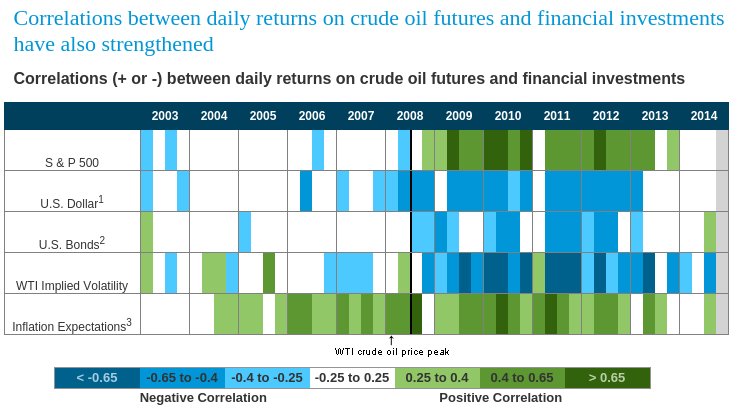 Correlations between daily returns on crude oil futures and financial investments
have also strengthened
Correlations (+ or -) between daily returns on crude oil futures and financial investments
2003 2004 2005 2006 2007 2008 2009 2010 2011 2012 2013 2014
S & P 500
U.S. Dollar1
U.S. Bonds2
WTI Implied Volatility
Inflation Expectations3
WTI crude oil price peak
< -0.65 -0.65 to -0.4 -0.4 to -0.25 -0.25 to 0.25 0.25 to 0.4 0.4 to 0.65 > 0.65
Negative Correlation Positive Correlation